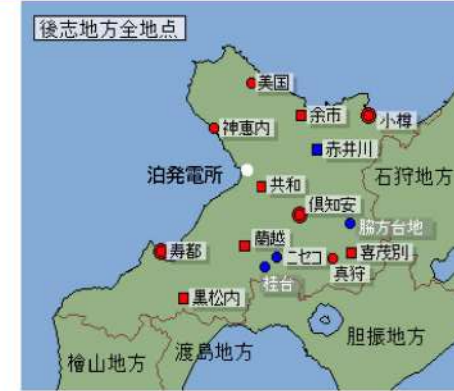 後志地方全地点
美国
余市
小樽
神恵内
赤井川
石狩地方
泊発電所
共和
倶知安
脇方台地
寿都
蘭越
ニセコ
喜茂別
真狩
桂台
黒松内
胆振地方
渡島地方
檜山地方